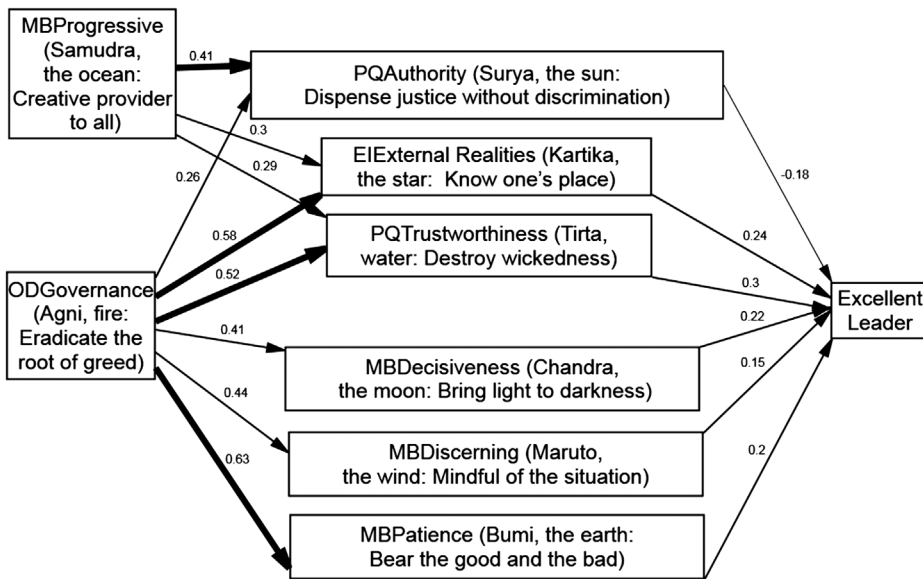 MBProgressive
(Samudra,
the ocean:
Creative provider
to all)
0.41
PQAuthority (Surya, the sun:
Dispense justice without discrimination)
0.3
0.29
0.26
EIExternal Realities (Kartika,
the star: Know one's place)
-0.18
0.58
0.52
PQTrustworthiness (Tirta,
water: Destroy wickedness)
0.24
0.3
ODGovernance
(Agni, fire:
Eradicate the
root of greed)
Excellent
Leader
0.41
0.22
MBDecisiveness (Chandra,
the moon: Bring light to darkness)
0.15
0.44
MBDiscerning (Maruto,
the wind: Mindful of the situation)
0.2
0.63
MBPatience (Bumi, the earth:
Bear the good and the bad)